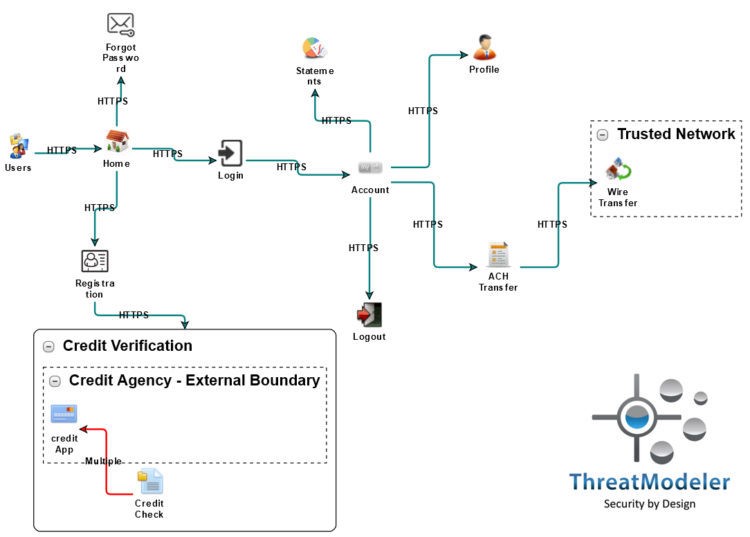 Forgot
Passwo
rd
HTTPS
Users
HTTPS
Home
HTTPS
Login
HTTPS
Stateme
nts
HTTPS
Account
HTTPS
Profile
HTTPS
ACH
Transfer
HTTPS
Trusted Network
Wire
Transfer
HTTPS
Logout
HTTPS
Registra
tion
HTTPS
Credit Verification
Credit Agency - External Boundary
credit
App
Multiple
Credit
Check
ThreatModeler
Security by Design